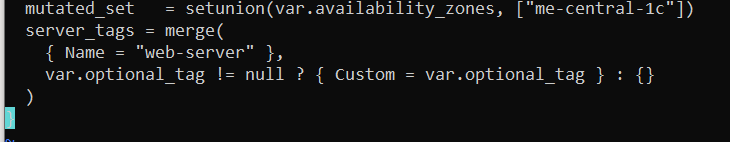 mutated_set   = setunion(var.availability_zones, ["me-central-1c"])
server_tags = merge(
  { Name = "web-server" },
  var.optional_tag != null ? { Custom = var.optional_tag } : {}
)
}